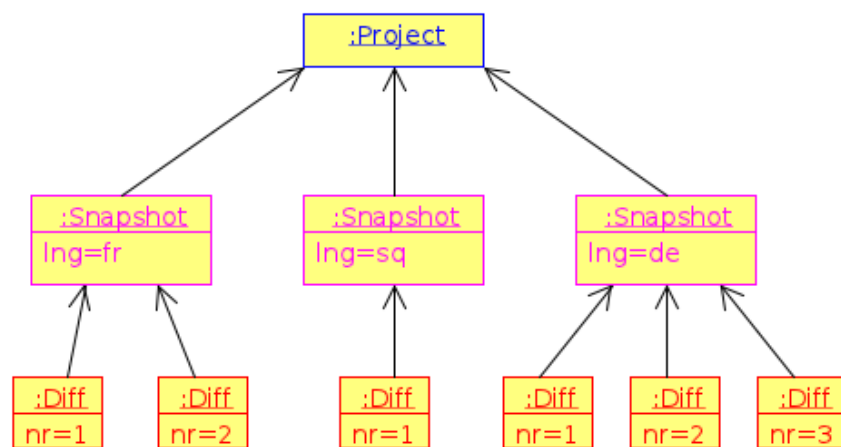 :Project
:Snapshot
lng=fr
:Snapshot
lng=sq
:Snapshot
lng=de
:Diff
nr=1
:Diff
nr=2
:Diff
nr=1
:Diff
nr=1
:Diff
nr=2
:Diff
nr=3